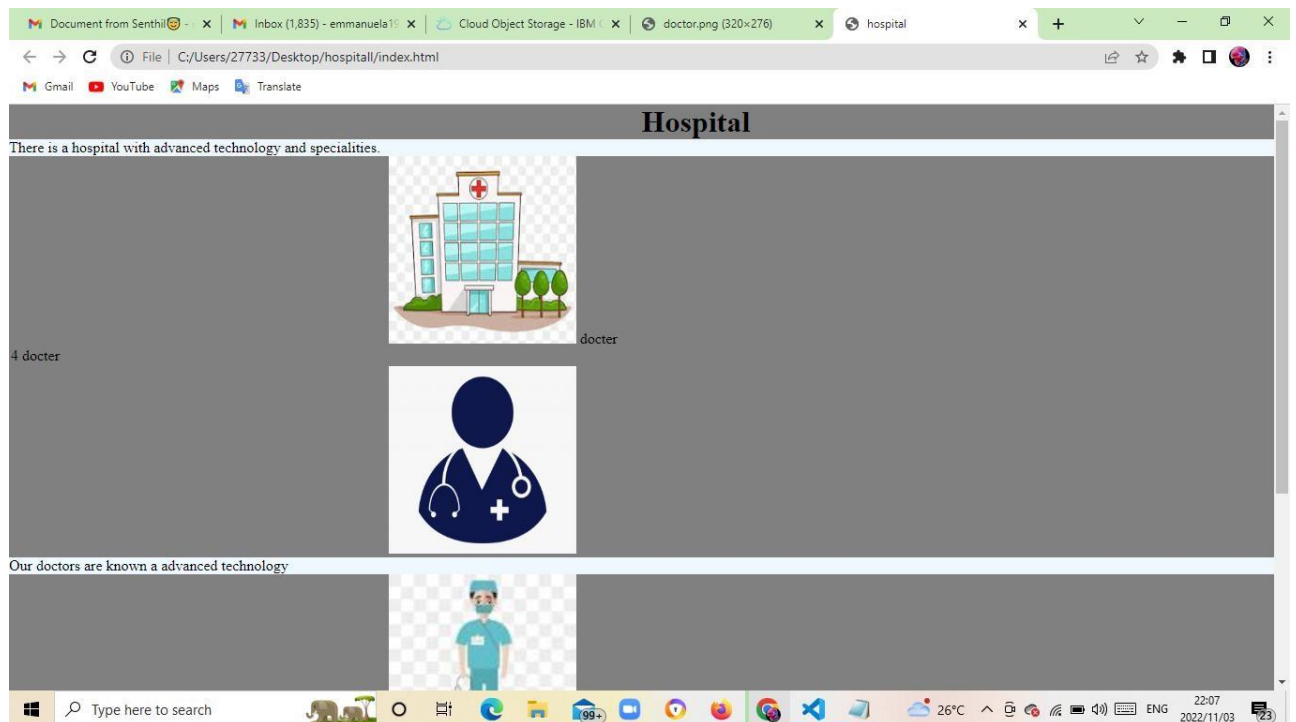 Document from Senthil😇 -
Inbox (1,835) - emmanuela19
Cloud Object Storage - IBM
doctor.png (320×276)
hospital
File | C:/Users/27733/Desktop/hospitall/index.html
Gmail
YouTube
Maps
Translate
Hospital
There is a hospital with advanced technology and specialities.
docter
4 docter
Our doctors are known a advanced technology
Type here to search
99+
26°C
ENG
22:07
2022/11/03
23